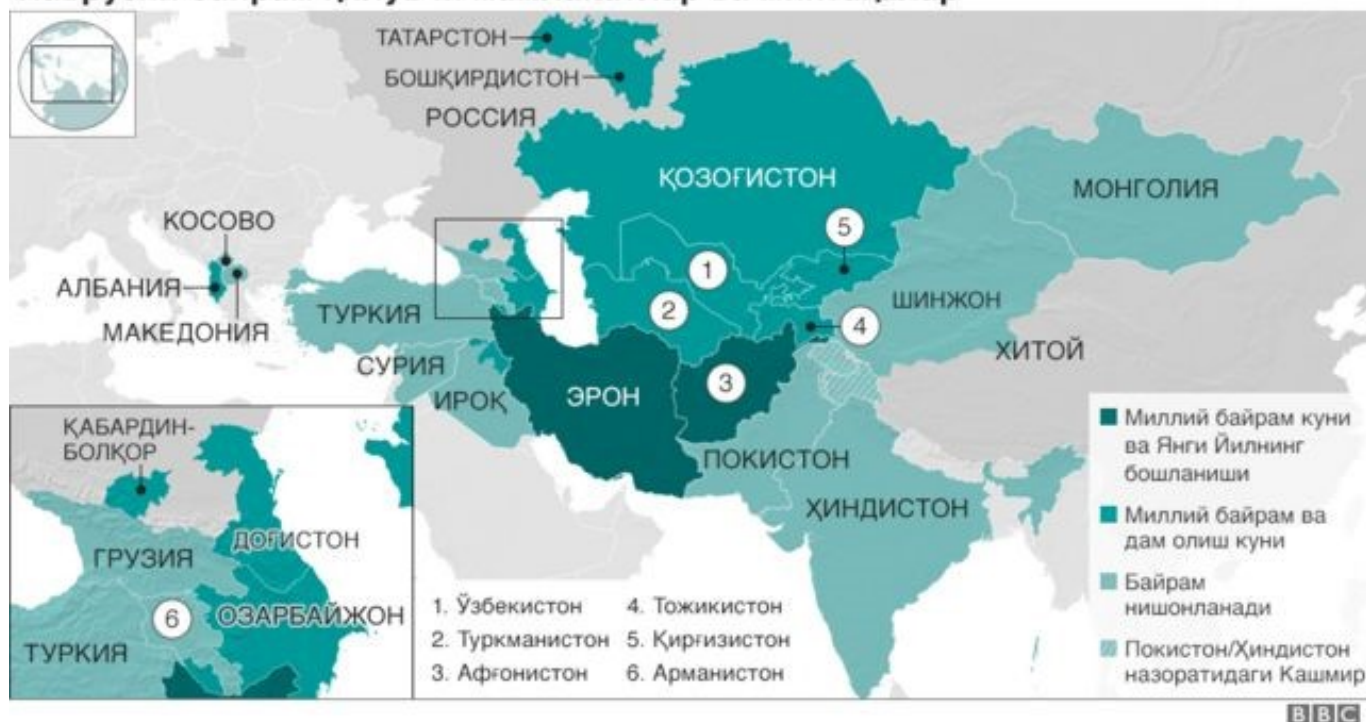 ТАТАРСТОН
БОШҚИРДИСТОН
РОССИЯ
ҚОЗОҒИСТОН
МОНГОЛИЯ
КОСОВО
5
1
АЛБАНИЯ
ТУРКИЯ
2
ШИНЖОН
МАКЕДОНИЯ
4
ХИТОЙ
СУРИЯ
3
ИРОҚ
ЭРОН
ПОКИСТОН
ҲИНДИСТОН
ҚАБАРДИН-
БОЛҚОР
ДОҒИСТОН
ГРУЗИЯ
6
ОЗАРБАЙЖОН
ТУРКИЯ
1. Ўзбекистон
2. Туркманистон
3. Афғонистон
4. Тожикистон
5. Қирғизистон
6. Арманистон
Миллий байрам куни
ва Янги Йилнинг
бошланиши
Миллий байрам ва
дам олиш куни
Байрам
нишонланади
Покистон/Ҳиндистон
назоратидаги Кашмир
BBC